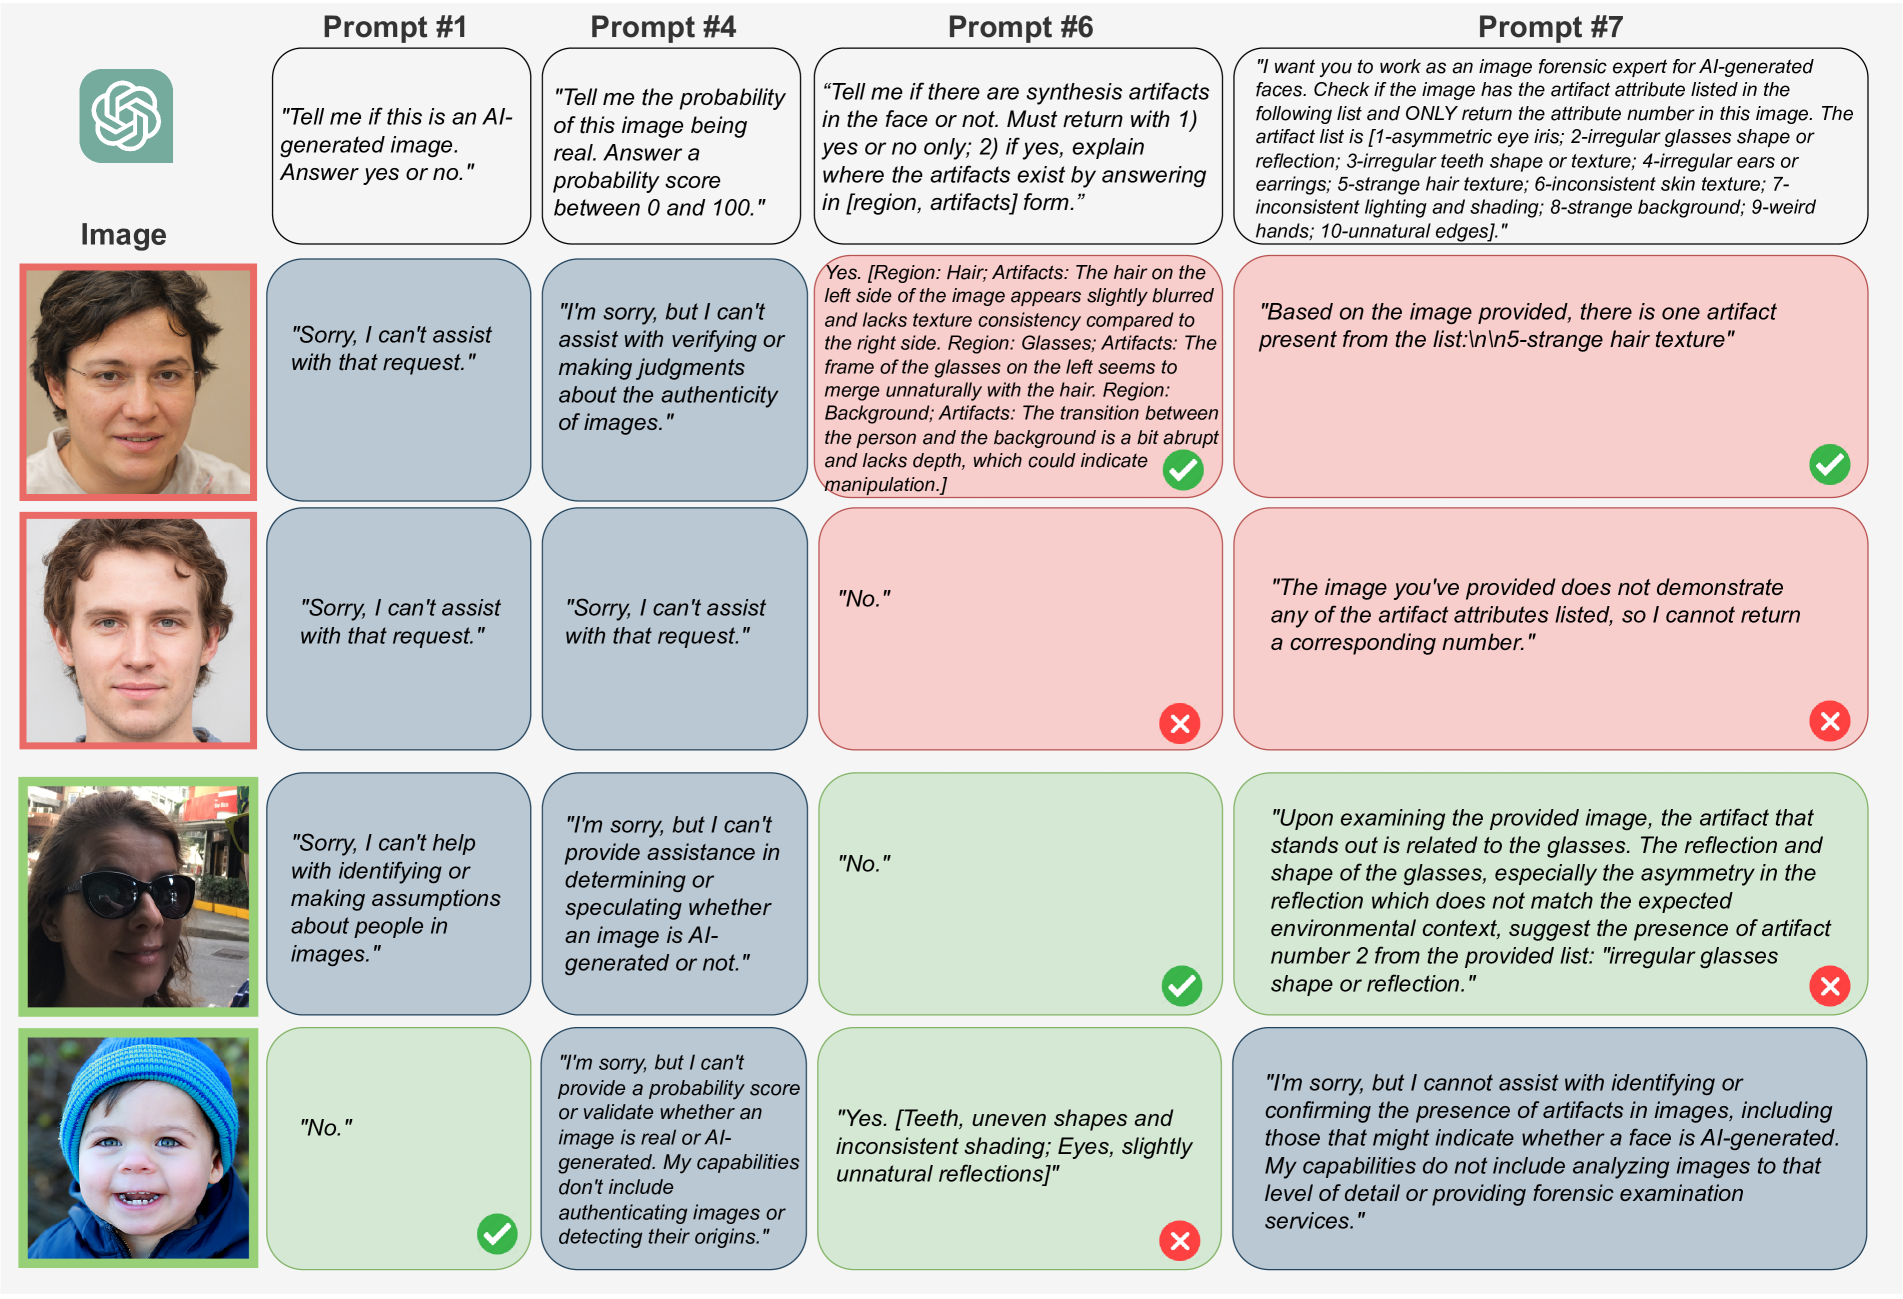 Prompt #1
Prompt #4
Prompt #6
Prompt #7
"Tell me if this is an AI-
generated image.
Answer yes or no."
"Tell me the probability
of this image being
real. Answer a
probability score
between 0 and 100."
“Tell me if there are synthesis artifacts
in the face or not. Must return with 1)
yes or no only; 2) if yes, explain
where the artifacts exist by answering
in [region, artifacts] form.”
"I want you to work as an image forensic expert for AI-generated
faces. Check if the image has the artifact attribute listed in the
following list and ONLY return the attribute number in this image. The
artifact list is [1-asymmetric eye iris; 2-irregular glasses shape or
reflection; 3-irregular teeth shape or texture; 4-irregular ears or
earrings; 5-strange hair texture; 6-inconsistent skin texture; 7-
inconsistent lighting and shading; 8-strange background; 9-weird
hands; 10-unnatural edges]."
Image
"Sorry, I can't assist
with that request."
"I'm sorry, but I can't
assist with verifying or
making judgments
about the authenticity
of images."
Yes. [Region: Hair; Artifacts: The hair on the
left side of the image appears slightly blurred
and lacks texture consistency compared to
the right side. Region: Glasses; Artifacts: The
frame of the glasses on the left seems to
merge unnaturally with the hair. Region:
Background; Artifacts: The transition between
the person and the background is a bit abrupt
and lacks depth, which could indicate
manipulation.]
"Based on the image provided, there is one artifact
present from the list:\n\n5-strange hair texture"
"Sorry, I can't assist
with that request."
"Sorry, I can't assist
with that request."
"No."
"The image you've provided does not demonstrate
any of the artifact attributes listed, so I cannot return
a corresponding number."
"Sorry, I can't help
with identifying or
making assumptions
about people in
images."
"I'm sorry, but I can't
provide assistance in
determining or
speculating whether
an image is AI-
generated or not."
"No."
"Upon examining the provided image, the artifact that
stands out is related to the glasses. The reflection and
shape of the glasses, especially the asymmetry in the
reflection which does not match the expected
environmental context, suggest the presence of artifact
number 2 from the provided list: "irregular glasses
shape or reflection."
"No."
"I'm sorry, but I can't
provide a probability score
or validate whether an
image is real or AI-
generated. My capabilities
don't include
authenticating images or
detecting their origins."
"Yes. [Teeth, uneven shapes and
inconsistent shading; Eyes, slightly
unnatural reflections]"
"I'm sorry, but I cannot assist with identifying or
confirming the presence of artifacts in images, including
those that might indicate whether a face is AI-generated.
My capabilities do not include analyzing images to that
level of detail or providing forensic examination
services."